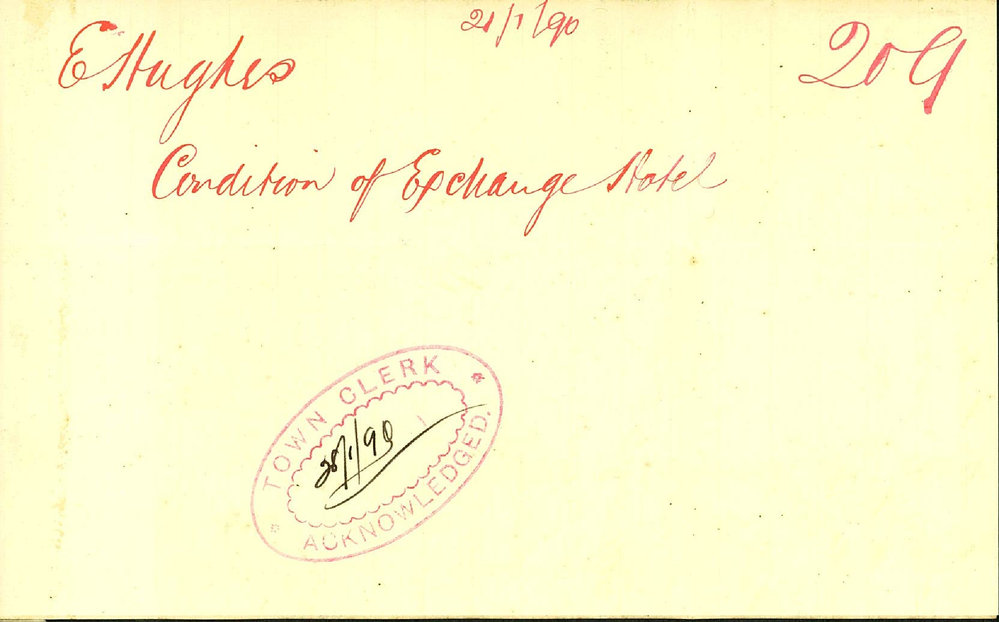 21/1/90
E Hughes
209
Condition of Exchange Hotel
TOWN CLERK
28/1/90
ACKNOWLEDGED.